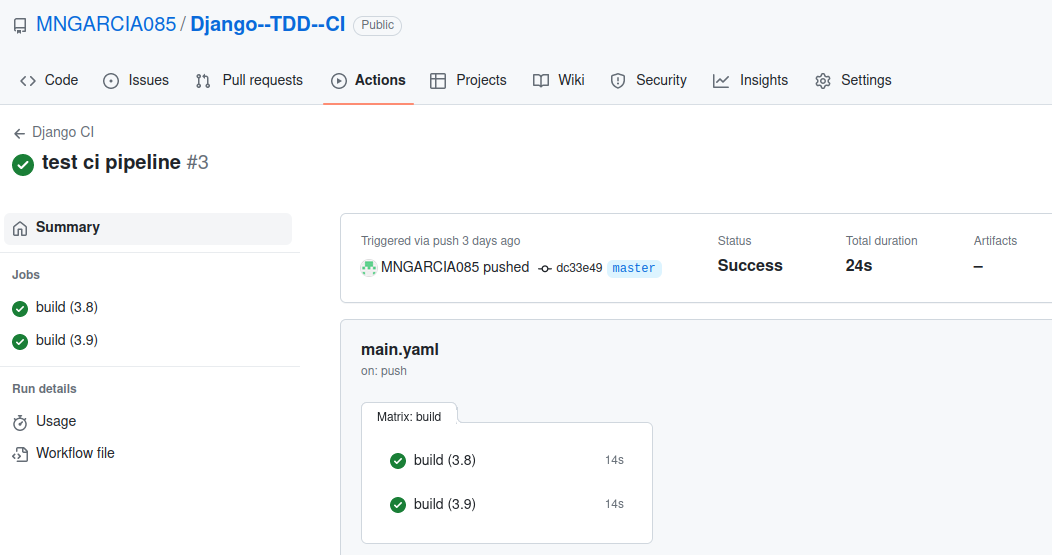 MNGARCIA085 / Django--TDD--CI Public
Code Issues Pull requests Actions Projects Wiki Security Insights Settings
Django CI
test ci pipeline #3
Summary
Jobs
build (3.8)
build (3.9)
Run details
Usage
Workflow file
Triggered via push 3 days ago
MNGARCIA085 pushed dc33e49 master
Status
Success
Total duration
24s
Artifacts
–
main.yaml
on: push
Matrix: build
build (3.8) 14s
build (3.9) 14s